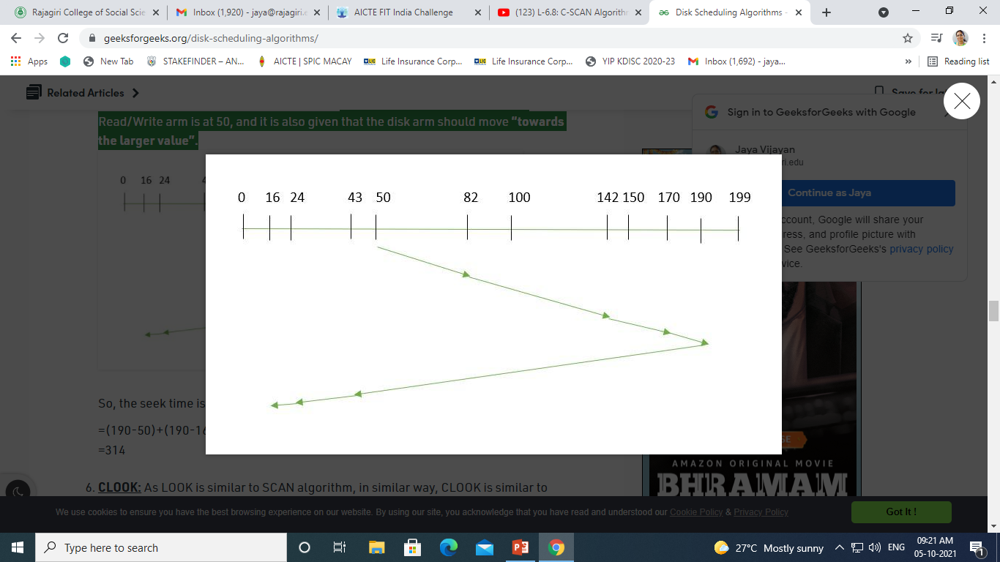 Rajagiri College of Social Scie
Inbox (1,920) - jaya@rajagiri.e
AICTE FIT India Challenge
(123) L-6.8: C-SCAN Algorithm
Disk Scheduling Algorithms -
geeksforgeeks.org/disk-scheduling-algorithms/
Apps
New Tab
STAKEFINDER – AN...
AICTE | SPIC MACAY
LIC Life Insurance Corp...
LIC Life Insurance Corp...
YIP KDISC 2020-23
Inbox (1,692) - jaya...
»
Reading list
Related Articles
Save for la
Read/Write arm is at 50, and it is also given that the disk arm should move “towards
the larger value”.
Sign in to GeeksforGeeks with Google
Jaya Vijayan
ri.edu
Continue as Jaya
ccount, Google will share your
ress, and profile picture with
See GeeksforGeeks's privacy policy
vice.
0 16 24 4
0 16 24 43 50 82 100 142 150 170 190 199
So, the seek time is
=(190-50)+(190-16
=314
6. CLOOK: As LOOK is similar to SCAN algorithm, in similar way, CLOOK is similar to
SE
AMAZON ORIGINAL MOVIE
BHRAMAM
We use cookies to ensure you have the best browsing experience on our website. By using our site, you acknowledge that you have read and understood our Cookie Policy & Privacy Policy
Got It !
Type here to search
27°C Mostly sunny
ENG
09:21 AM
05-10-2021
1